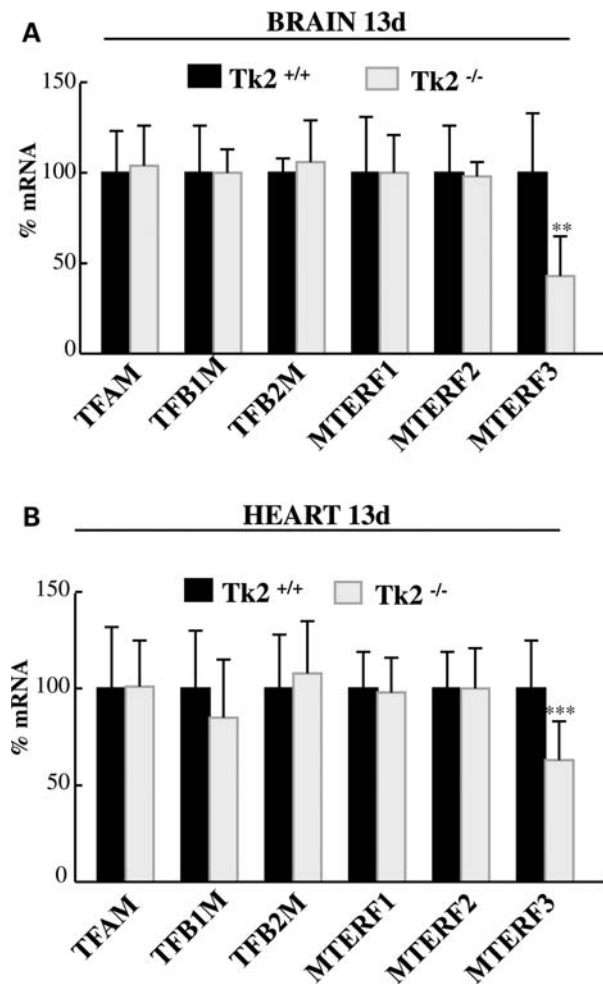 A
BRAIN 13d
Tk2 +/+ Tk2 -/-
150
100
50
0
% mRNA
**
TFAM TFB1M TFB2M MTERF1 MTERF2 MTERF3
B
HEART 13d
Tk2 +/+ Tk2 -/-
150
100
50
0
% mRNA
***
TFAM TFB1M TFB2M MTERF1 MTERF2 MTERF3